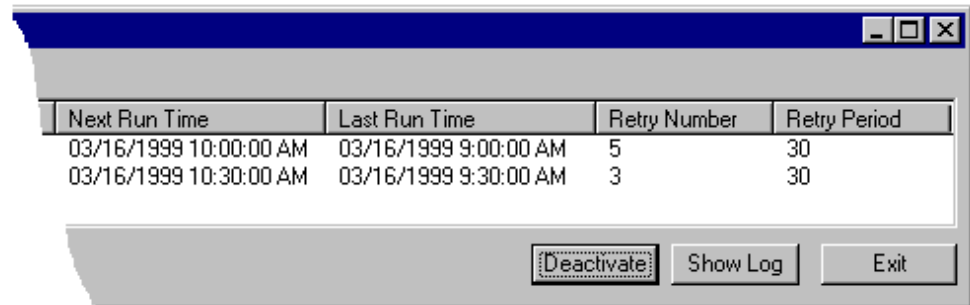 Next Run Time Last Run Time Retry Number Retry Period
03/16/1999 10:00:00 AM 03/16/1999 9:00:00 AM 5 30
03/16/1999 10:30:00 AM 03/16/1999 9:30:00 AM 3 30
Deactivate Show Log Exit